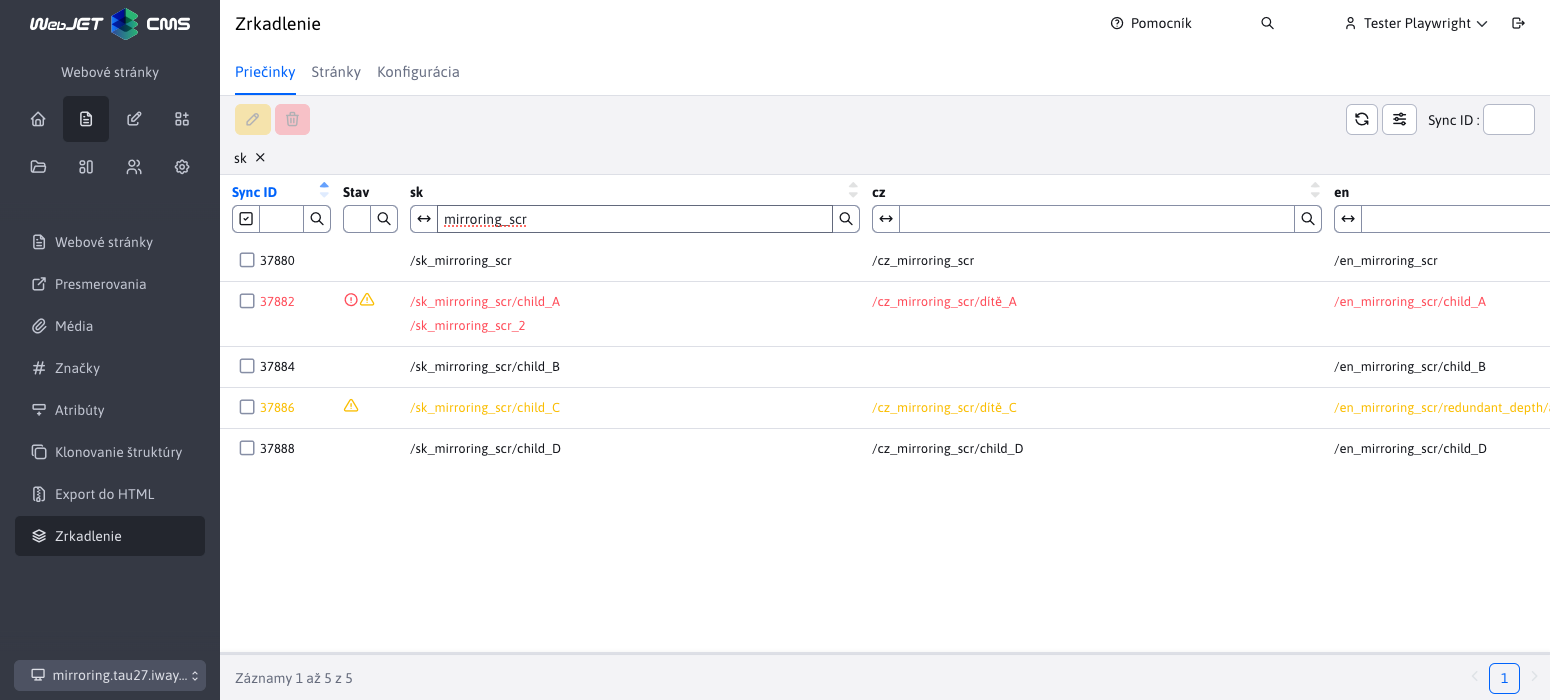 WebJET CMS
Webové stránky
Webové stránky
Presmerovania
Média
Značky
Atribúty
Klonovanie štruktúry
Export do HTML
Zrkadlenie
mirroring.tau27.iway...
Zrkadlenie
Pomocník
Tester Playwright
Priečinky Stránky Konfigurácia
Sync ID :
sk
Sync ID Stav sk cz en
mirroring_scr
37880 /sk_mirroring_scr /cz_mirroring_scr /en_mirroring_scr
37882 /sk_mirroring_scr/child_A /cz_mirroring_scr/dítě_A /en_mirroring_scr/child_A
/sk_mirroring_scr_2
37884 /sk_mirroring_scr/child_B /en_mirroring_scr/child_B
37886 /sk_mirroring_scr/child_C /cz_mirroring_scr/dítě_C /en_mirroring_scr/redundant_depth/
37888 /sk_mirroring_scr/child_D /cz_mirroring_scr/child_D /en_mirroring_scr/child_D
Záznamy 1 až 5 z 5
1